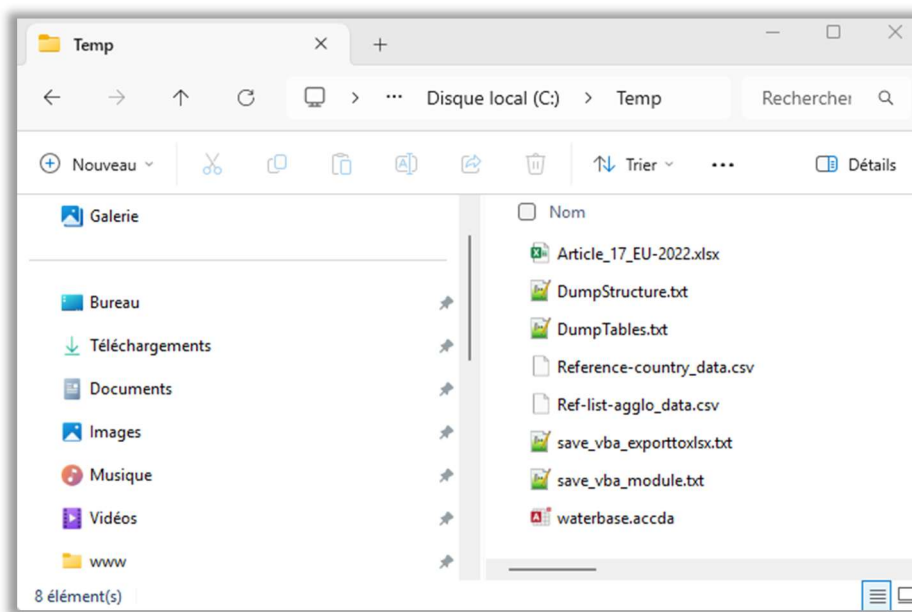 Temp
Disque local (C:) > Temp
Rechercher
Nouveau
Trier
Détails
Galerie
Bureau
Téléchargements
Documents
Images
Musique
Vidéos
www
Nom
Article_17_EU-2022.xlsx
DumpStructure.txt
DumpTables.txt
Reference-country_data.csv
Ref-list-agglo_data.csv
save_vba_exporttoxlsx.txt
save_vba_module.txt
waterbase.accda
8 élément(s)